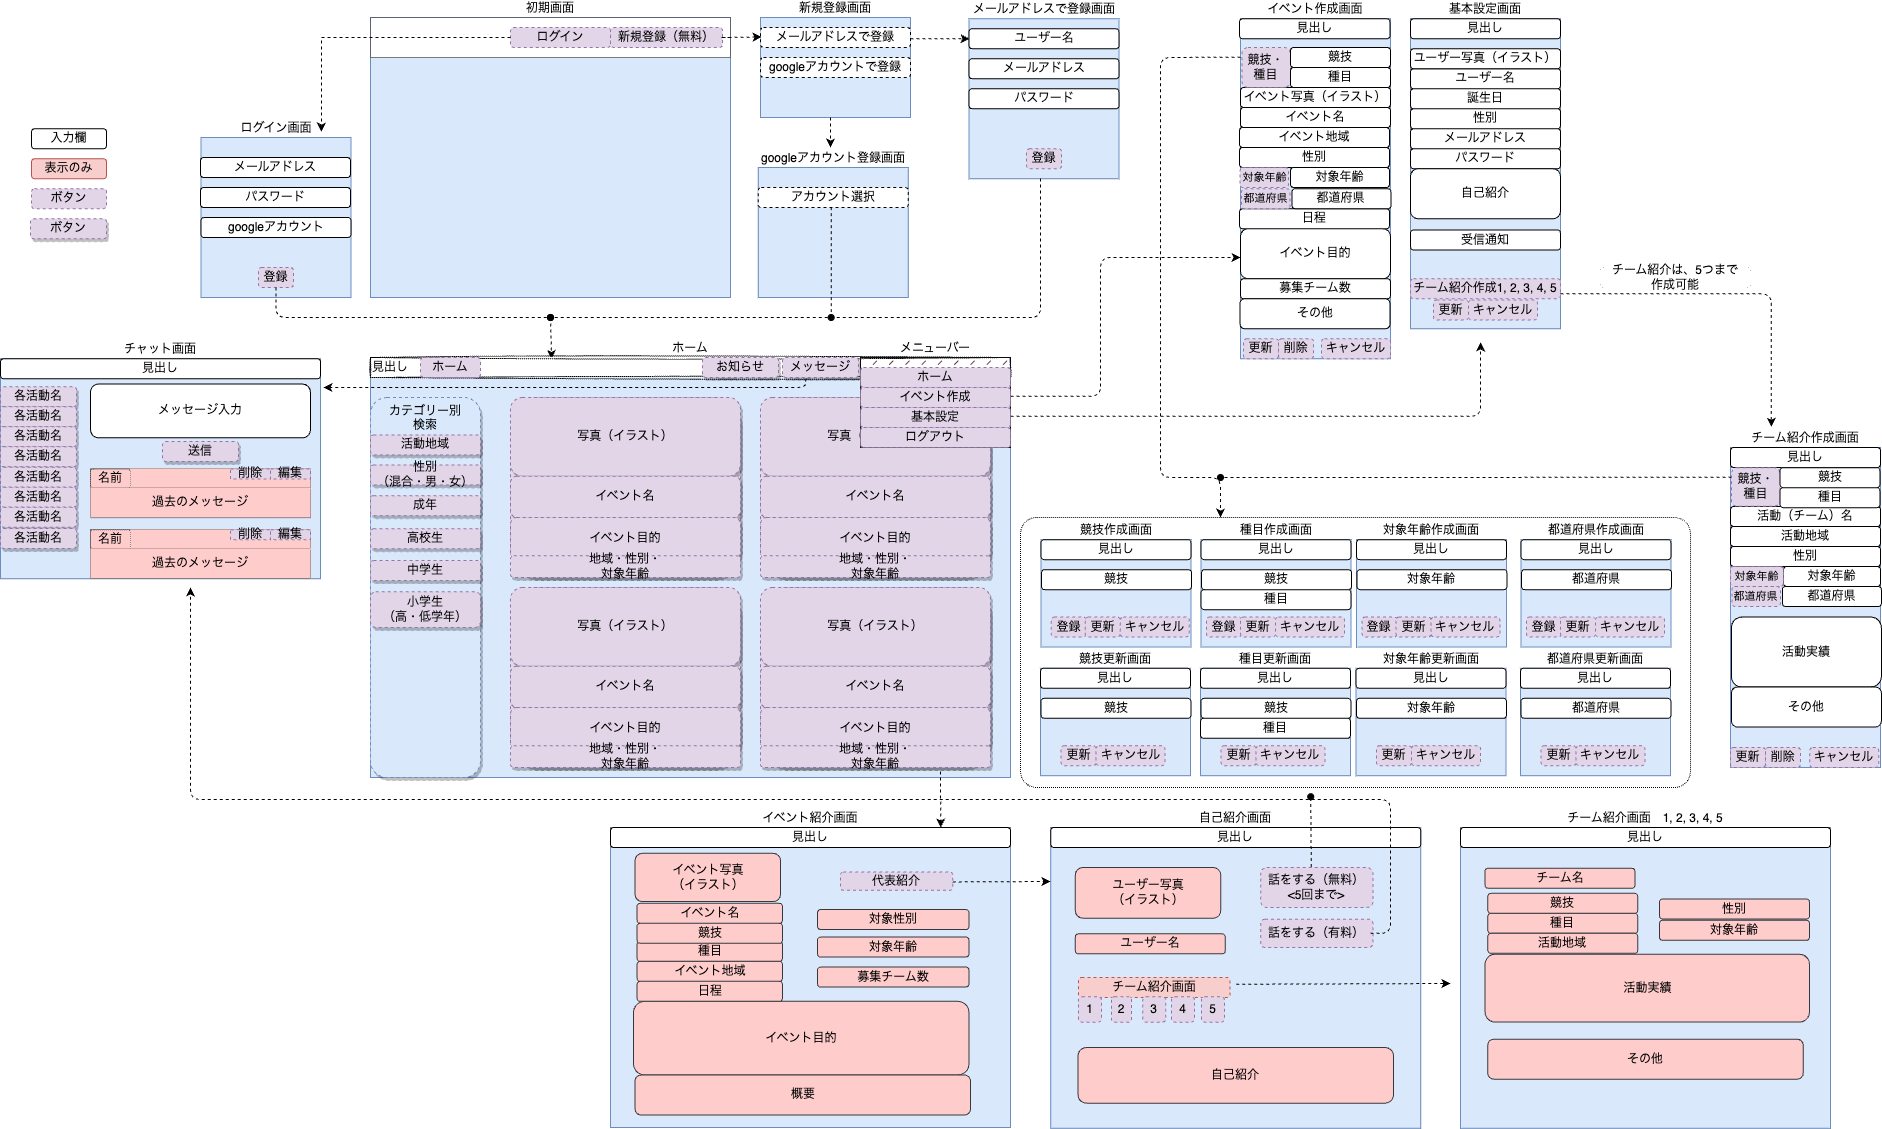 初期画面
ログイン
新規登録（無料）
新規登録画面
メールアドレスで登録
googleアカウントで登録
メールアドレスで登録画面
ユーザー名
メールアドレス
パスワード
登録
googleアカウント登録画面
アカウント選択
入力欄
表示のみ
ボタン
ボタン
ログイン画面
メールアドレス
パスワード
googleアカウント
登録
イベント作成画面
見出し
競技・
種目
競技
種目
イベント写真（イラスト）
イベント名
イベント地域
性別
対象年齢
対象年齢
都道府県
都道府県
日程
イベント目的
募集チーム数
その他
更新
削除
キャンセル
基本設定画面
見出し
ユーザー写真（イラスト）
ユーザー名
誕生日
性別
メールアドレス
パスワード
自己紹介
受信通知
チーム紹介作成1, 2, 3, 4, 5
更新
キャンセル
チーム紹介は、5つまで
作成可能
チャット画面
見出し
各活動名
各活動名
各活動名
各活動名
各活動名
各活動名
各活動名
各活動名
メッセージ入力
送信
名前
削除
編集
過去のメッセージ
名前
削除
編集
過去のメッセージ
ホーム
見出し
ホーム
お知らせ
メッセージ
メニューバー
ホーム
イベント作成
基本設定
ログアウト
カテゴリー別
検索
活動地域
性別
（混合・男・女）
成年
高校生
中学生
小学生
（高・低学年）
写真（イラスト）
イベント名
イベント目的
地域・性別・
対象年齢
写真
イベント名
イベント目的
地域・性別・
対象年齢
写真（イラスト）
イベント名
イベント目的
地域・性別・
対象年齢
写真（イラスト）
イベント名
イベント目的
地域・性別・
対象年齢
競技作成画面
見出し
競技
登録
更新
キャンセル
種目作成画面
見出し
競技
種目
登録
更新
キャンセル
対象年齢作成画面
見出し
対象年齢
登録
更新
キャンセル
都道府県作成画面
見出し
都道府県
登録
更新
キャンセル
競技更新画面
見出し
競技
更新
キャンセル
種目更新画面
見出し
競技
種目
更新
キャンセル
対象年齢更新画面
見出し
対象年齢
更新
キャンセル
都道府県更新画面
見出し
都道府県
更新
キャンセル
チーム紹介作成画面
見出し
競技・
種目
競技
種目
活動（チーム）名
活動地域
性別
対象年齢
対象年齢
都道府県
都道府県
活動実績
その他
更新
削除
キャンセル
イベント紹介画面
見出し
イベント写真
（イラスト）
代表紹介
イベント名
競技
種目
イベント地域
日程
対象性別
対象年齢
募集チーム数
イベント目的
概要
自己紹介画面
見出し
ユーザー写真
（イラスト）
ユーザー名
話をする（無料）
<5回まで>
話をする（有料）
チーム紹介画面
1
2
3
4
5
自己紹介
チーム紹介画面　1, 2, 3, 4, 5
見出し
チーム名
競技
種目
活動地域
性別
対象年齢
活動実績
その他